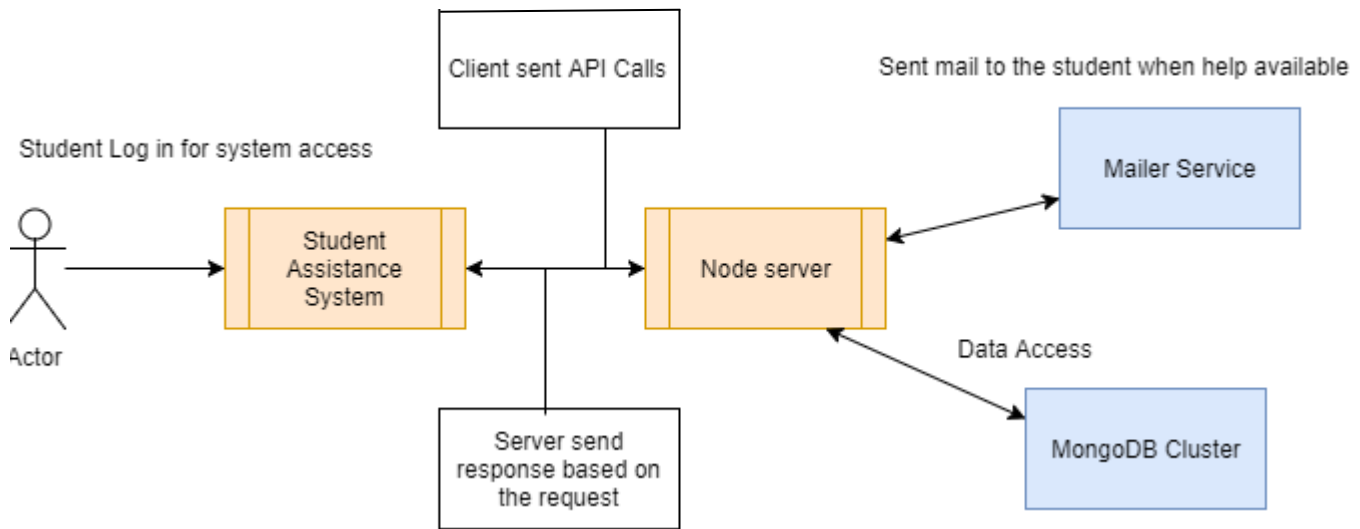 Client sent API Calls
Sent mail to the student when help available
Student Log in for system access
Mailer Service
Student
Assistance
System
Node server
Actor
Data Access
Server send
response based on
the request
MongoDB Cluster